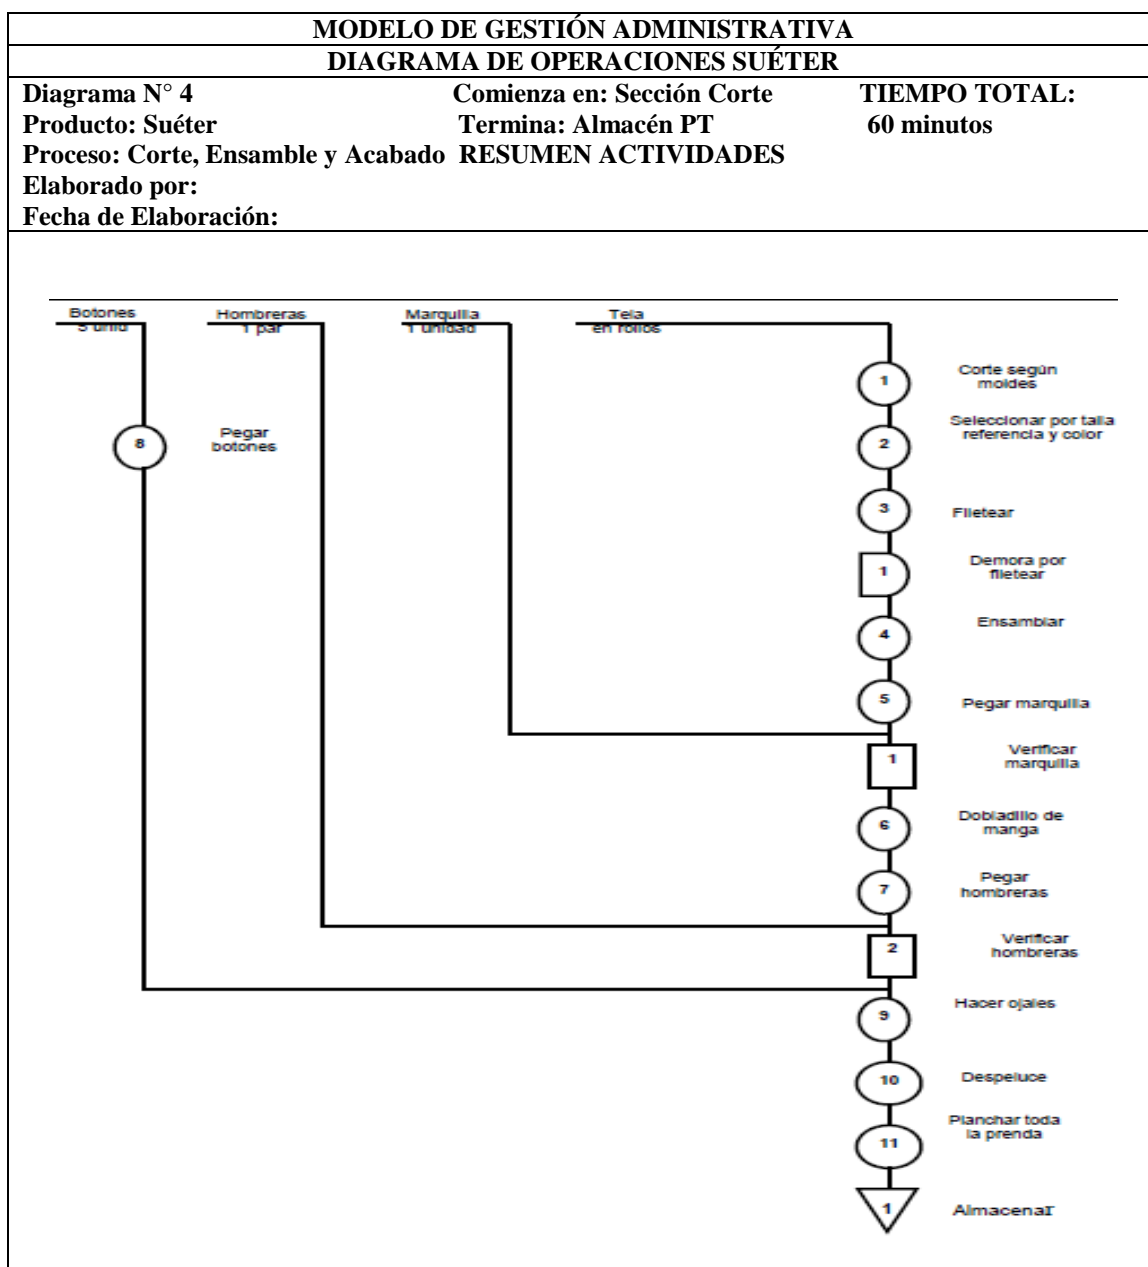 MODELO DE GESTIÓN ADMINISTRATIVA
DIAGRAMA DE OPERACIONES SUÉTER
Diagrama N° 4 Comienza en: Sección Corte TIEMPO TOTAL:
Producto: Suéter Termina: Almacén PT 60 minutos
Proceso: Corte, Ensamble y Acabado RESUMEN ACTIVIDADES
Elaborado por:
Fecha de Elaboración:
Botones
5 unid
Hombreras
1 par
Marquilla
1 unidad
Tela
en rollos
1
Corte según
moldes
8
Pegar
botones
2
Seleccionar por talla
referencia y color
3
Filetear
1
Demora por
filetear
4
Ensamblar
5
Pegar marquilla
1
Verificar
marquilla
6
Dobladillo de
manga
7
Pegar
hombreras
2
Verificar
hombreras
9
Hacer ojales
10
Despeluce
11
Planchar toda
la prenda
1
Almacenar